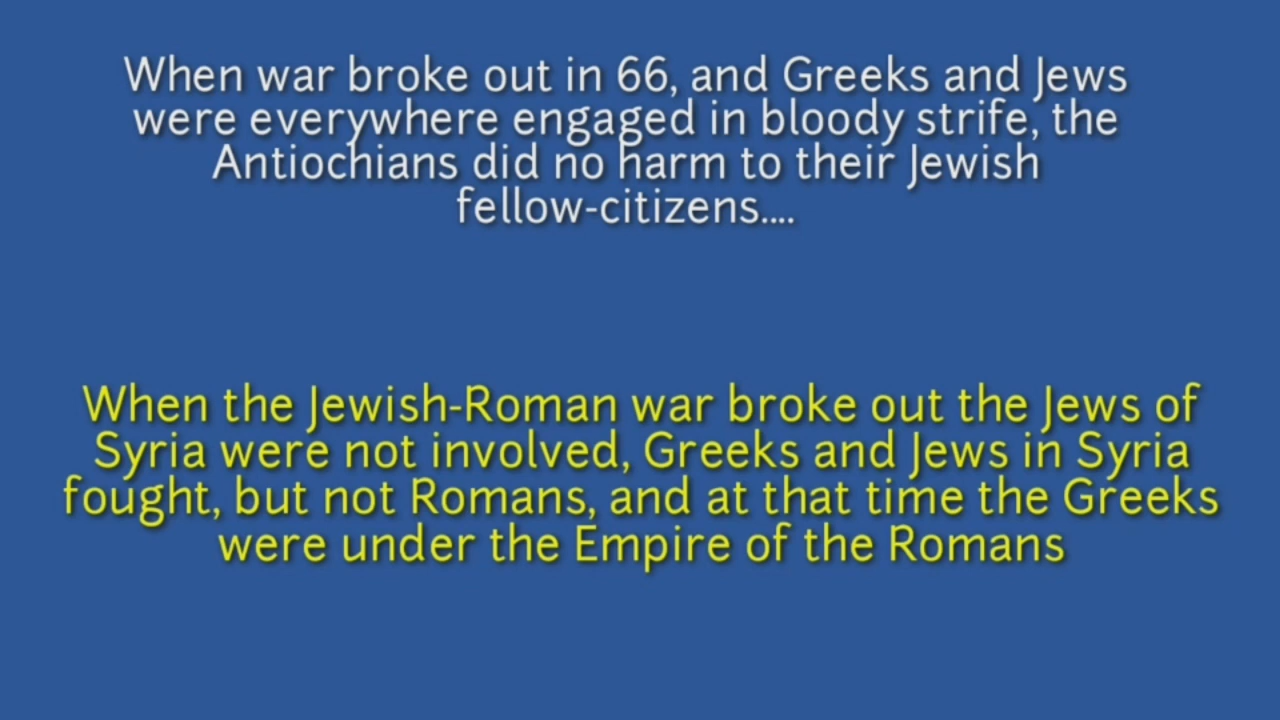 When war broke out in 66, and Greeks and Jews
were everywhere engaged in bloody strife, the
Antiochians did no harm to their Jewish
fellow-citizens....
When the Jewish-Roman war broke out the Jews of
Syria were not involved, Greeks and Jews in Syria
fought, but not Romans, and at that time the Greeks
were under the Empire of the Romans